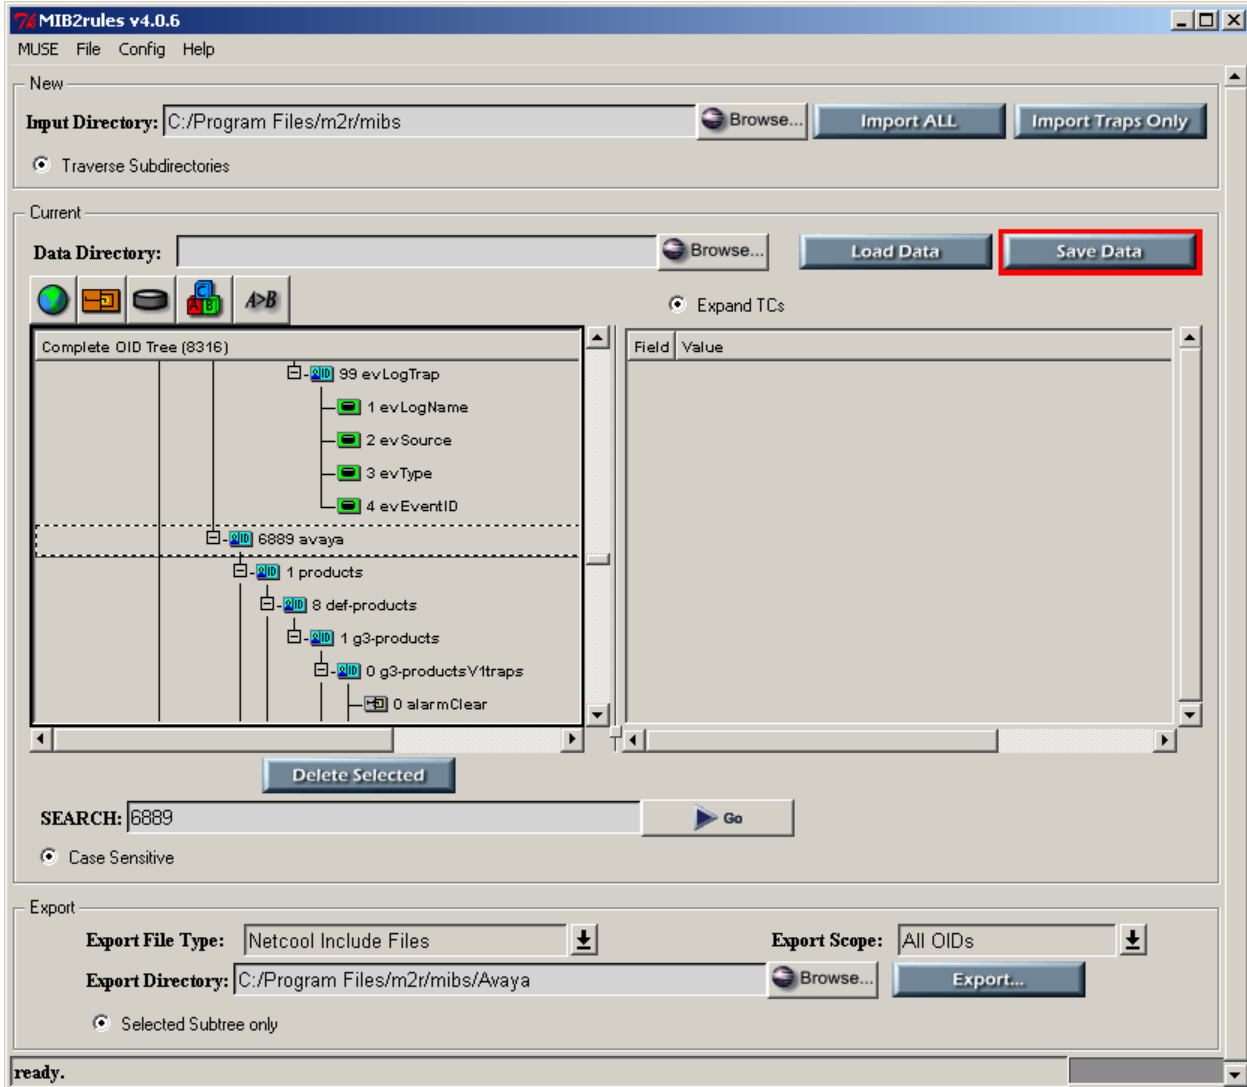 MIB2rules v4.0.6
MUSE File Config Help
New
Input Directory: C:/Program Files/m2r/mibs Browse... Import ALL Import Traps Only
Traverse Subdirectories
Current
Data Directory: Browse... Load Data Save Data
A>B Expand TCs
Complete OID Tree (8316) Field Value
99 evLogTrap
1 evLogName
2 evSource
3 evType
4 evEventID
6889 avaya
1 products
8 def-products
1 g3-products
0 g3-productsV1traps
0 alarmClear
Delete Selected
SEARCH: 6889 Go
Case Sensitive
Export
Export File Type: Netcool Include Files Export Scope: All OIDs
Export Directory: C:/Program Files/m2r/mibs/Avaya Browse... Export...
Selected Subtree only
ready.